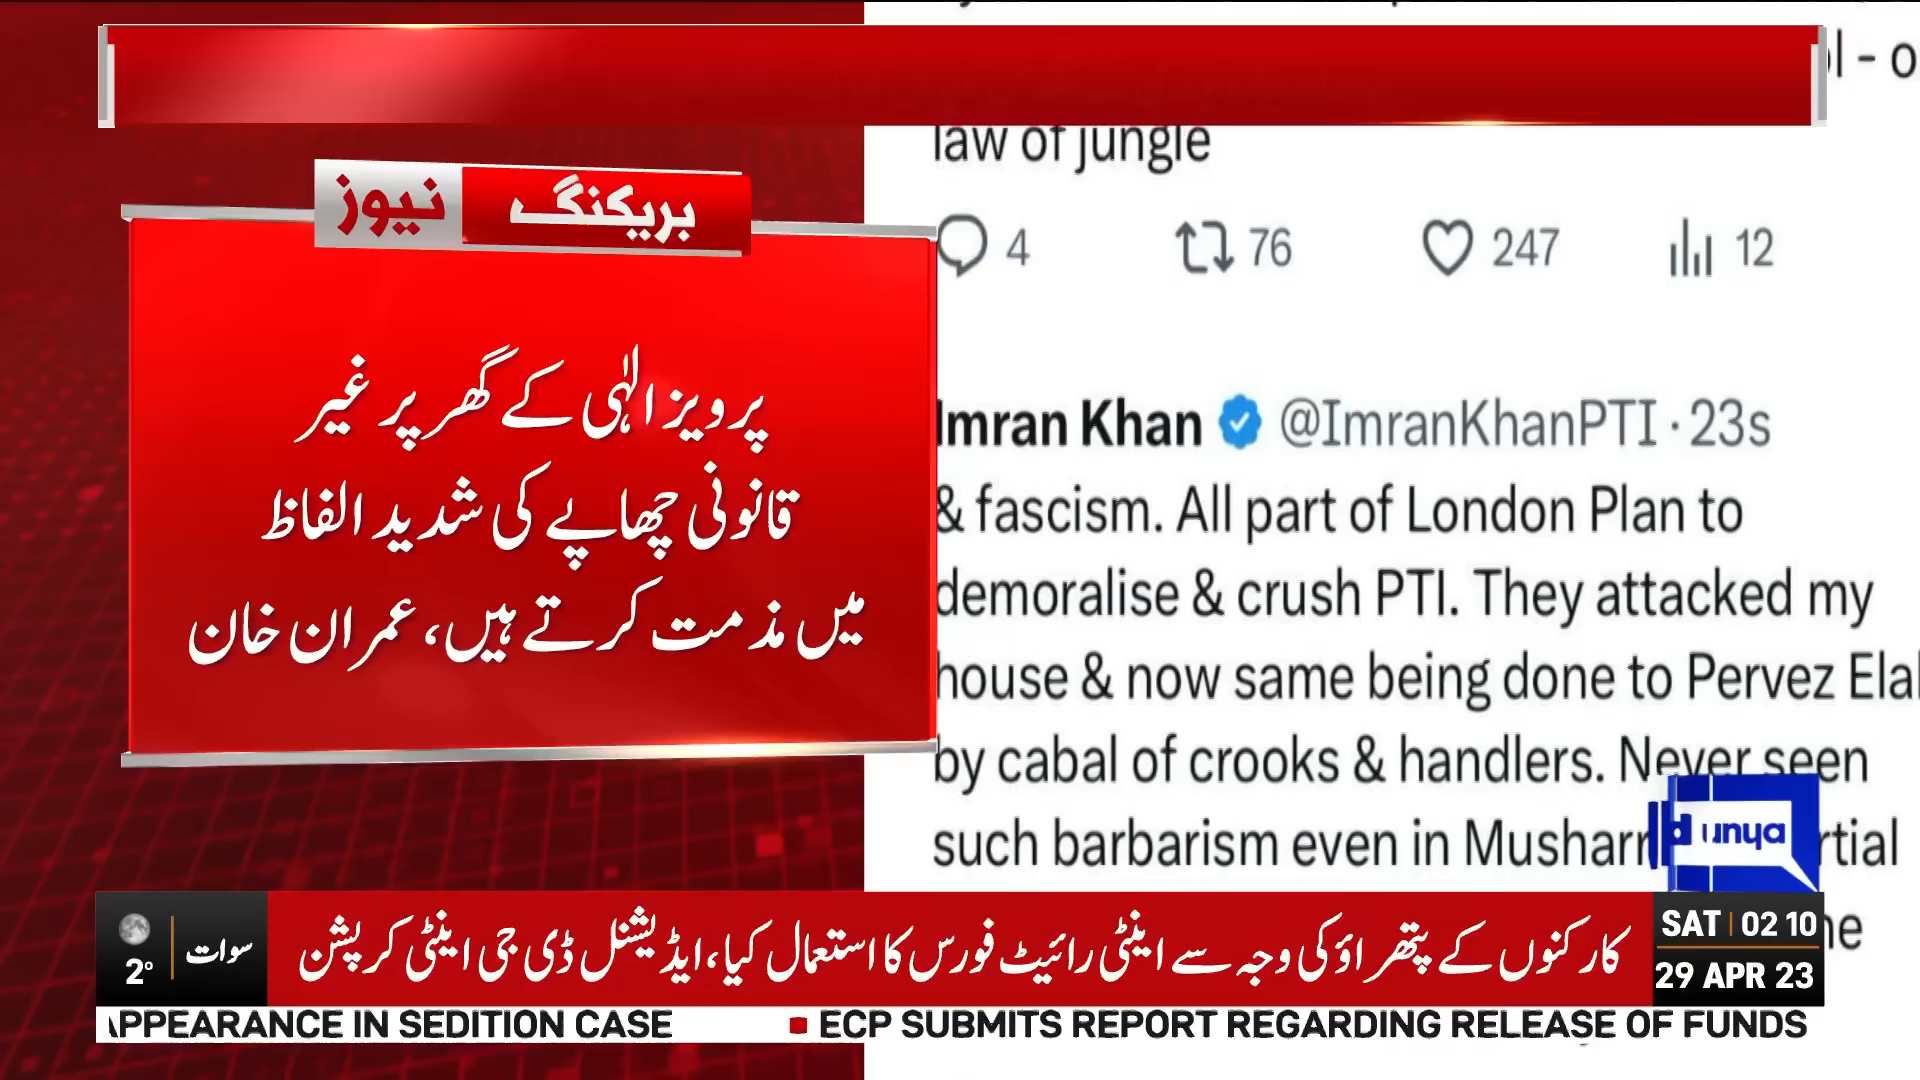 law of jungle
4 76 247 12
بریکنگ نیوز
پرویز الٰہی کے گھر پر غیر
قانونی چھاپے کی شدید الفاظ
میں مذمت کرتے ہیں، عمران خان
Imran Khan @ImranKhanPTI · 23s
& fascism. All part of London Plan to
demoralise & crush PTI. They attacked my
house & now same being done to Pervez
by cabal of crooks & handlers. Never seen
such barbarism even in
dunya
کارکنوں کے پتھراؤ کی وجہ سے اینٹی رائیٹ فورس کا استعمال کیا، ایڈیشنل ڈی جی اینٹی کرپشن
سوات
2°
SAT 02 10
29 APR 23
APPEARANCE IN SEDITION CASE ECP SUBMITS REPORT REGARDING RELEASE OF FUNDS